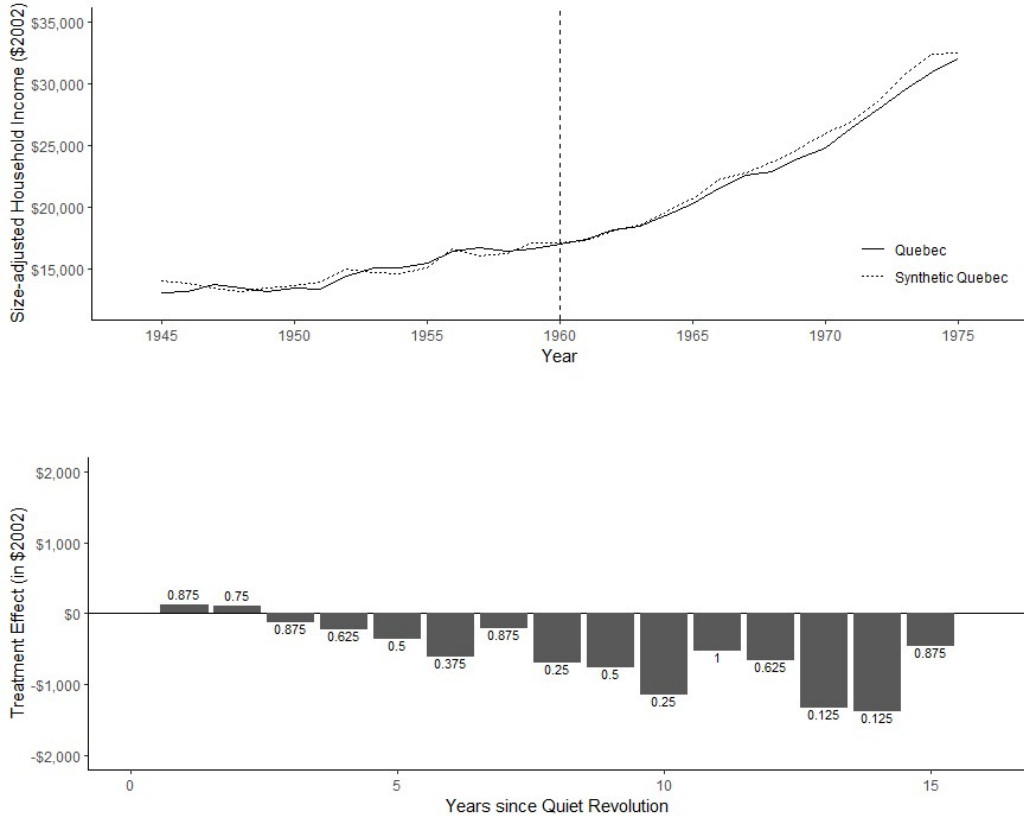 Size-adjusted Household Income ($2002)
$35,000
$30,000
$25,000
$20,000
$15,000
Quebec
Synthetic Quebec
1945 1950 1955 1960 1965 1970 1975
Year
Treatment Effect (in $2002)
$2,000
$1,000
$0
-$1,000
-$2,000
0.875 0.75 0.875 0.625 0.5 0.375 0.875 0.25 0.5 0.25 1 0.625 0.125 0.125 0.875
0 5 10 15
Years since Quiet Revolution